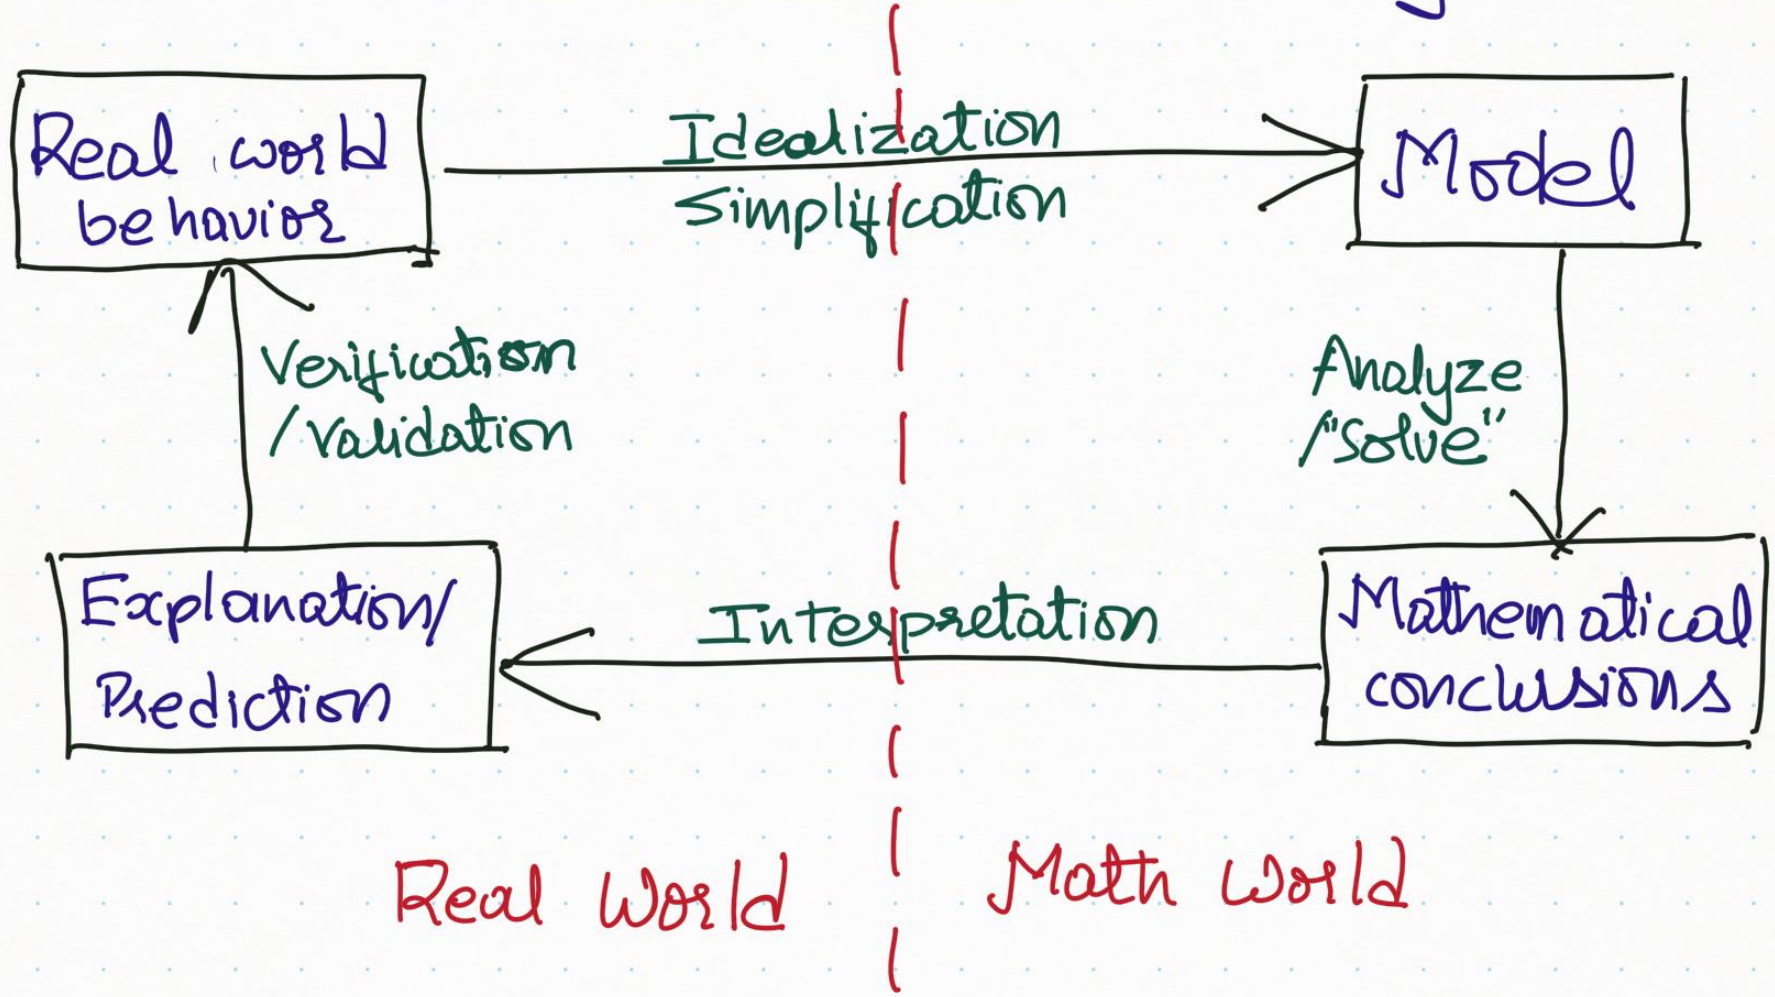 Real world
behavior
Idealization
Simplification
Model
Verification
/Validation
Analyze
/"Solve"
Explanation/
Prediction
Interpretation
Mathematical
conclusions
Real World
Math World